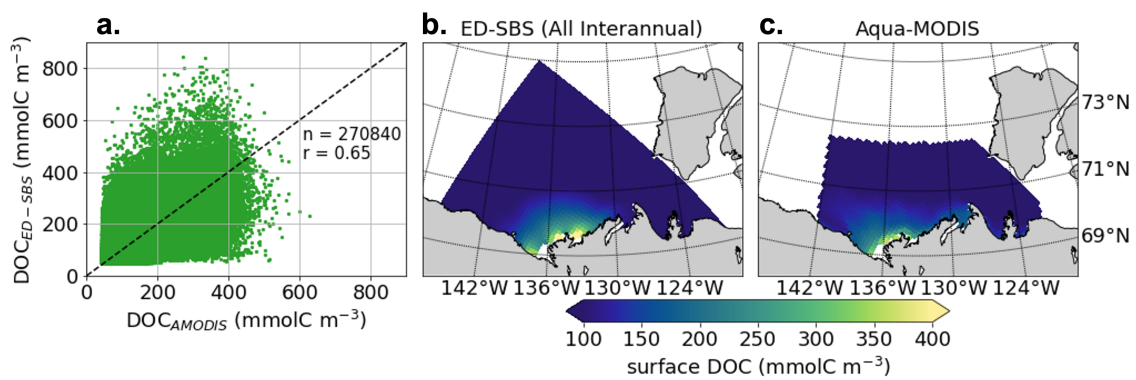 a.
800
600
400
200
0
0 200 400 600 800
DOC_ED−SBS (mmolC m⁻³)
DOC_AMODIS (mmolC m⁻³)
n = 270840
r = 0.65
b. ED-SBS (All Interannual)
142°W 136°W 130°W 124°W
c. Aqua-MODIS
73°N
71°N
69°N
142°W 136°W 130°W 124°W
100 150 200 250 300 350 400
surface DOC (mmolC m⁻³)